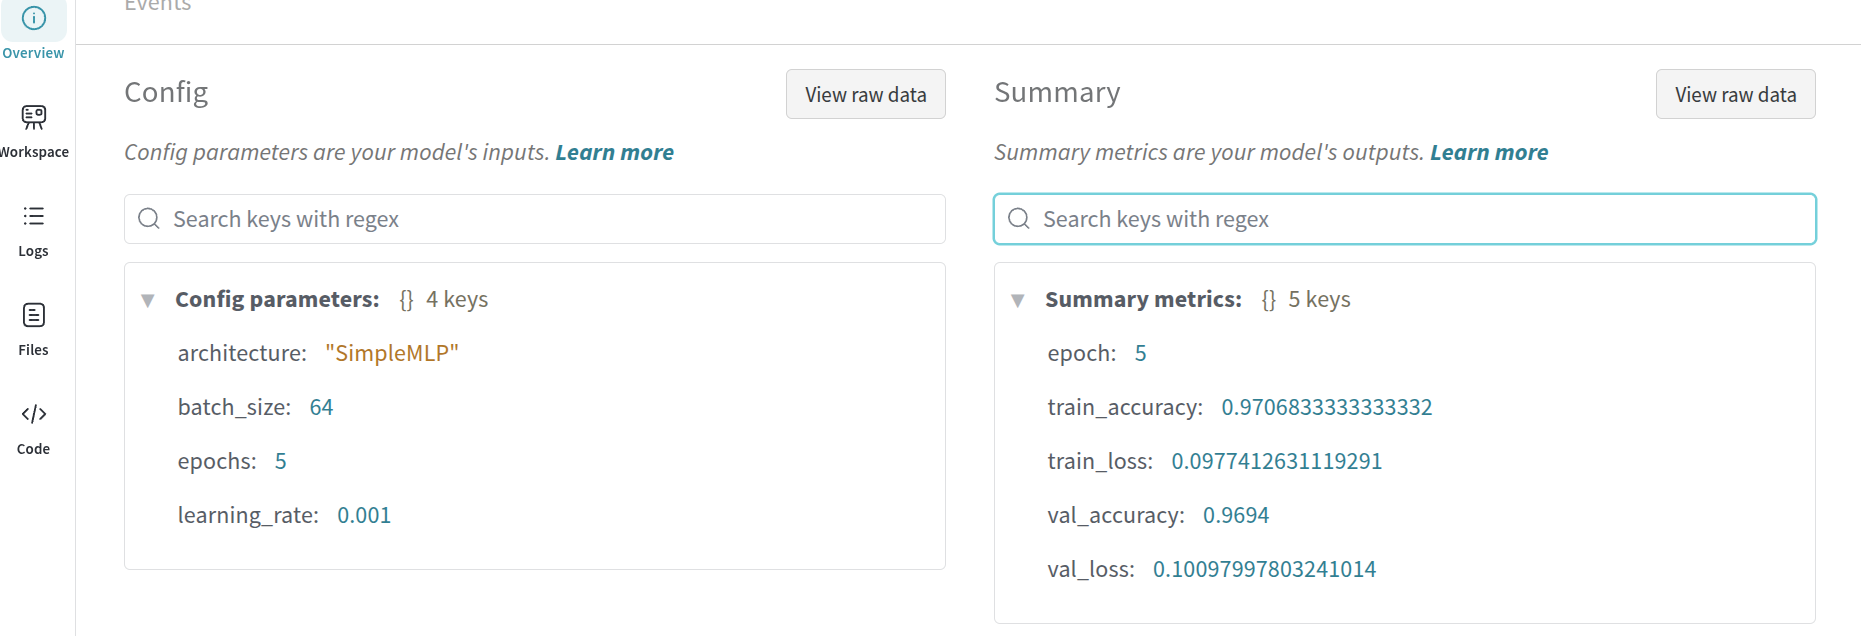 Events
Overview
Workspace
Logs
Files
Code
Config
View raw data
Config parameters are your model's inputs. Learn more
Search keys with regex
Config parameters: {} 4 keys
architecture: "SimpleMLP"
batch_size: 64
epochs: 5
learning_rate: 0.001
Summary
View raw data
Summary metrics are your model's outputs. Learn more
Search keys with regex
Summary metrics: {} 5 keys
epoch: 5
train_accuracy: 0.9706833333333332
train_loss: 0.0977412631119291
val_accuracy: 0.9694
val_loss: 0.10097997803241014